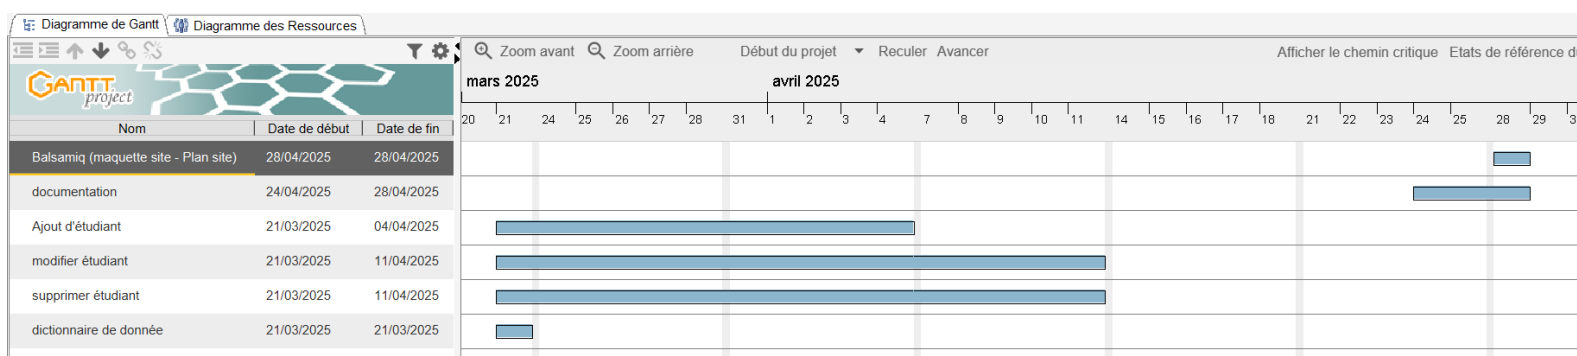 Diagramme de Gantt Diagramme des Ressources
Zoom avant Zoom arrière Début du projet Reculer Avancer Afficher le chemin critique Etats de référence du
GANTT project
mars 2025 avril 2025
20 21 24 25 26 27 28 31 1 2 3 4 7 8 9 10 11 14 15 16 17 18 21 22 23 24 25 28 29 3
Nom Date de début Date de fin
Balsamiq (maquette site - Plan site) 28/04/2025 28/04/2025
documentation 24/04/2025 28/04/2025
Ajout d'étudiant 21/03/2025 04/04/2025
modifier étudiant 21/03/2025 11/04/2025
supprimer étudiant 21/03/2025 11/04/2025
dictionnaire de donnée 21/03/2025 21/03/2025